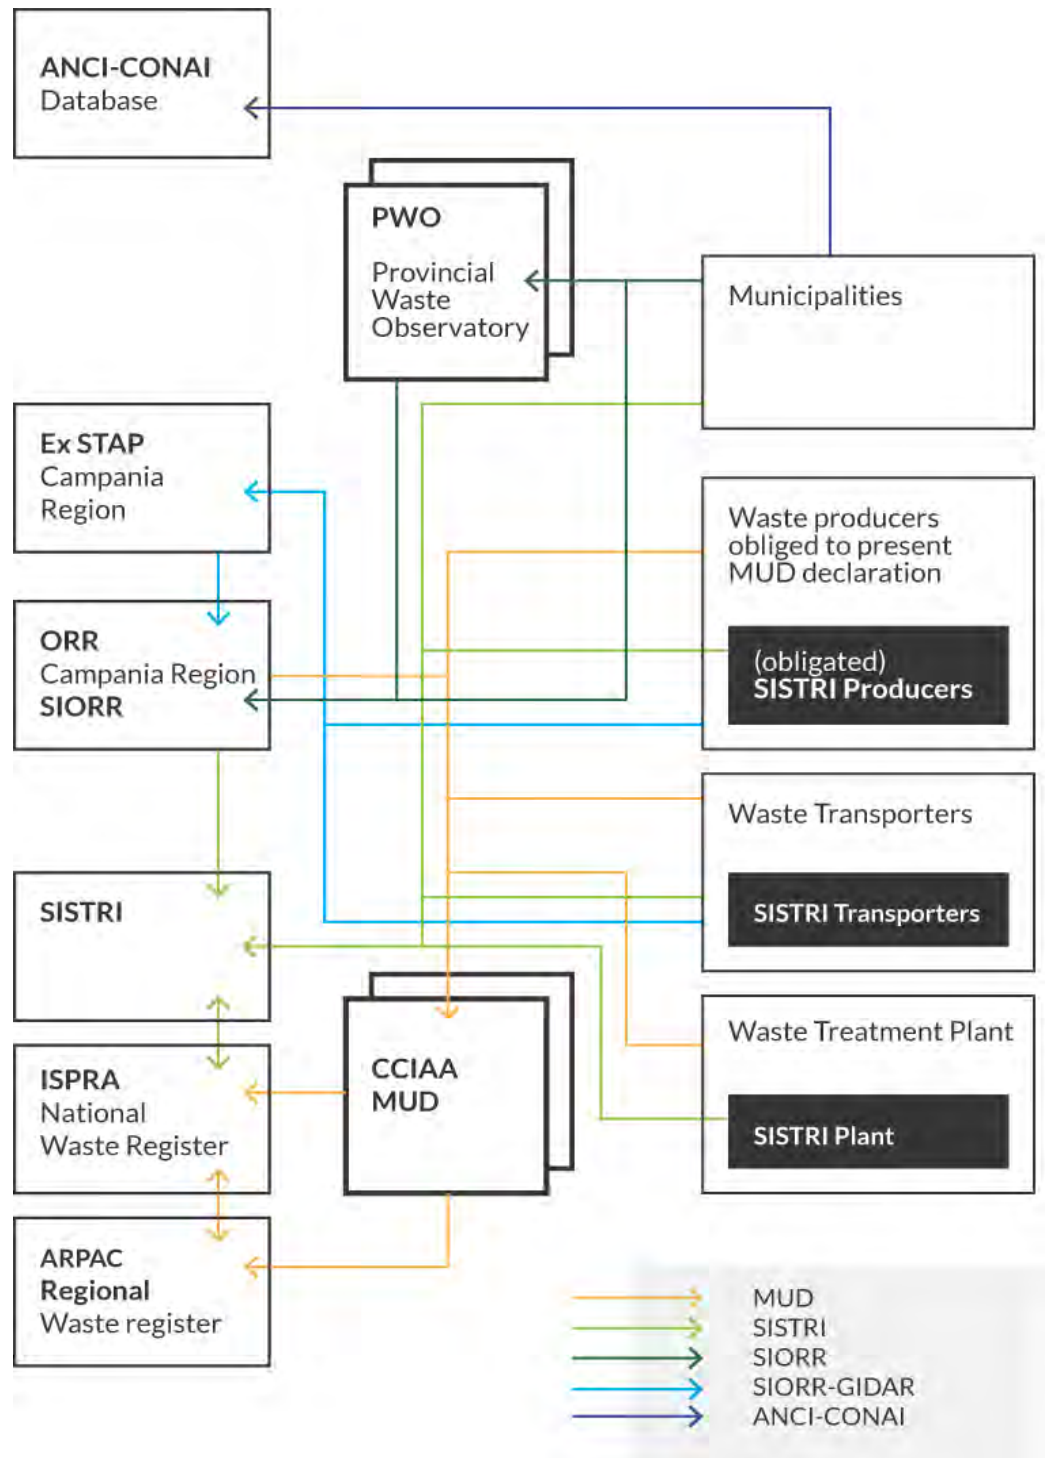 ANCI-CONAI
Database
PWO
Provincial
Waste
Observatory
Municipalities
Ex STAP
Campania
Region
Waste producers
obliged to present
MUD declaration
(obligated)
SISTRI Producers
ORR
Campania Region
SIORR
Waste Transporters
SISTRI Transporters
SISTRI
Waste Treatment Plant
SISTRI Plant
CCIAA
MUD
ISPRA
National
Waste Register
ARPAC
Regional
Waste register
MUD
SISTRI
SIORR
SIORR-GIDAR
ANCI-CONAI